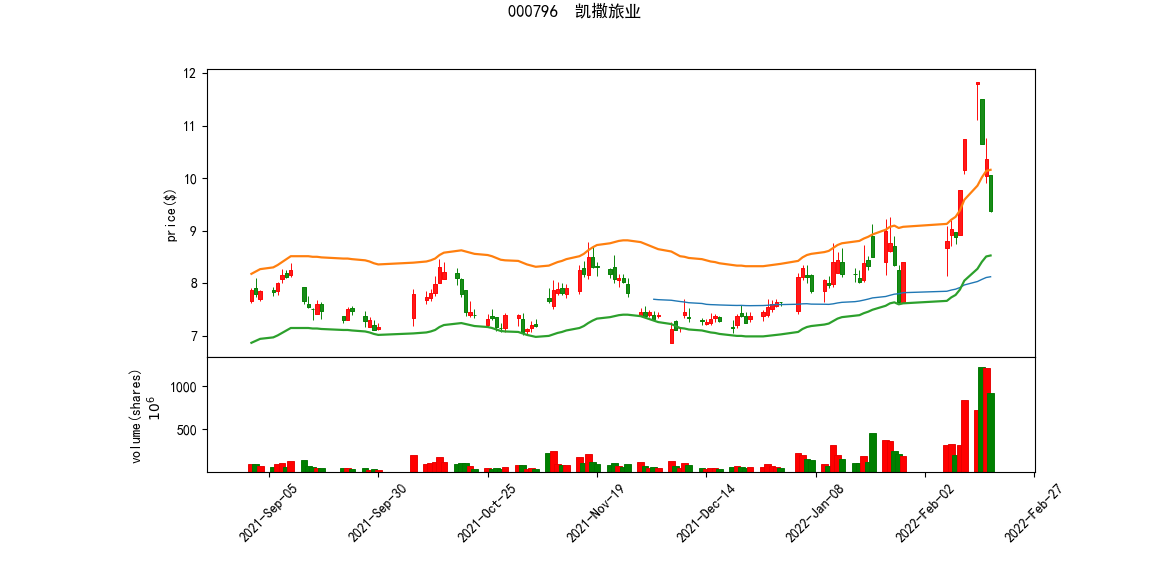 000796 凯撒旅业
price($)
12
11
10
9
8
7
volume(shares)
10^6
1000
500
2021-Sep-05
2021-Sep-30
2021-Oct-25
2021-Nov-19
2021-Dec-14
2022-Jan-08
2022-Feb-02
2022-Feb-27